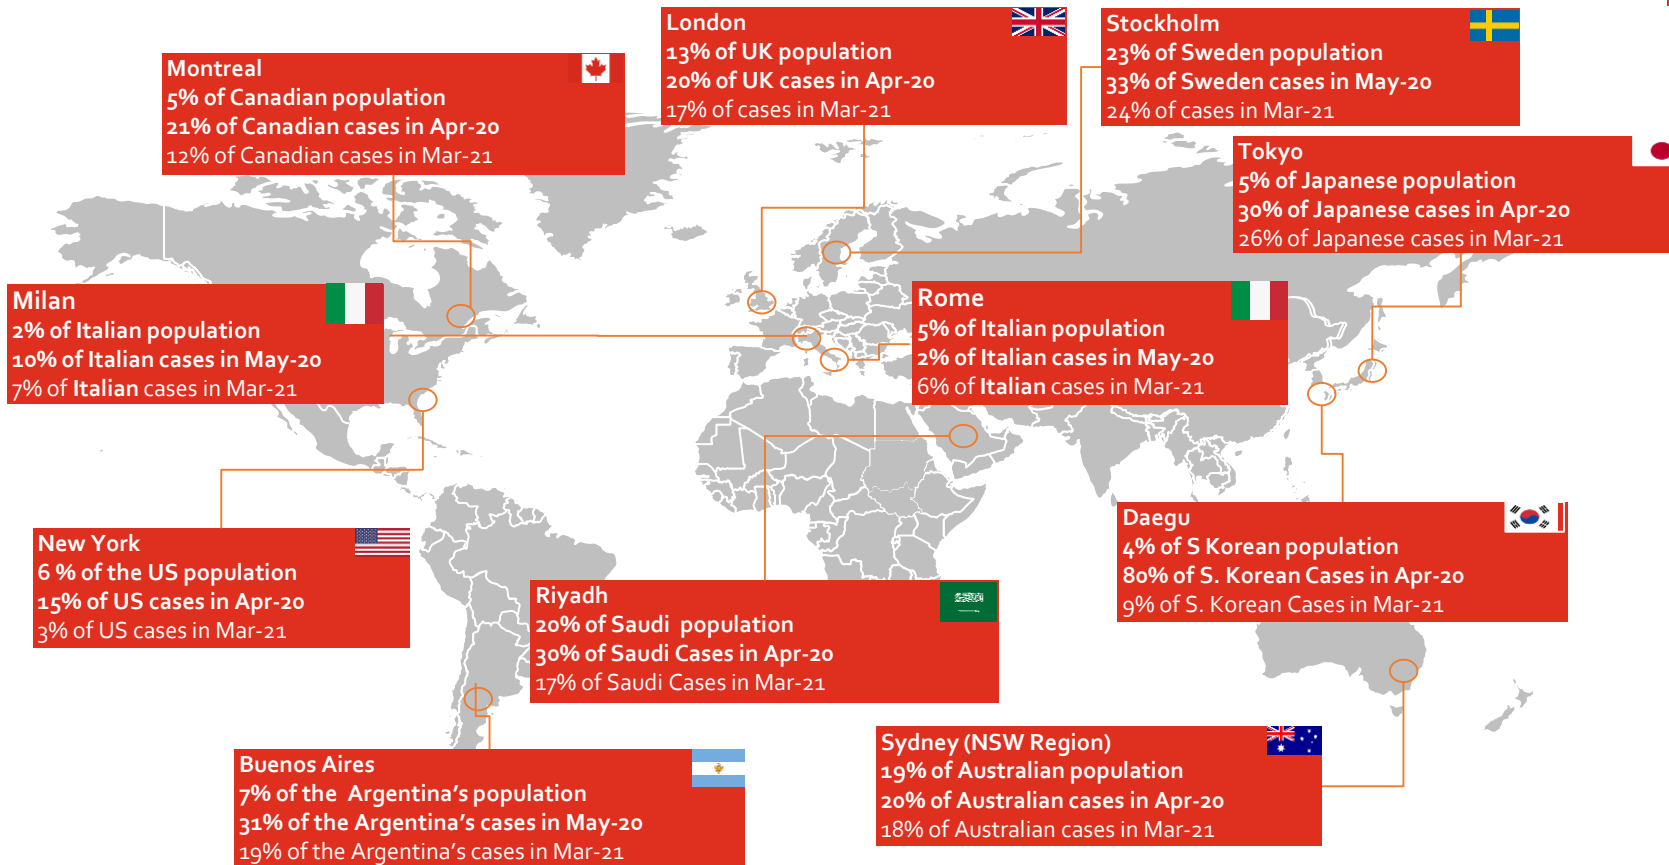 London
13% of UK population
20% of UK cases in Apr-20
17% of cases in Mar-21
Stockholm
23% of Sweden population
33% of Sweden cases in May-20
24% of cases in Mar-21
Montreal
5% of Canadian population
21% of Canadian cases in Apr-20
12% of Canadian cases in Mar-21
Tokyo
5% of Japanese population
30% of Japanese cases in Apr-20
26% of Japanese cases in Mar-21
Milan
2% of Italian population
10% of Italian cases in May-20
7% of Italian cases in Mar-21
Rome
5% of Italian population
2% of Italian cases in May-20
6% of Italian cases in Mar-21
New York
6 % of the US population
15% of US cases in Apr-20
3% of US cases in Mar-21
Riyadh
20% of Saudi population
30% of Saudi Cases in Apr-20
17% of Saudi Cases in Mar-21
Daegu
4% of S Korean population
80% of S. Korean Cases in Apr-20
9% of S. Korean Cases in Mar-21
Buenos Aires
7% of the Argentina's population
31% of the Argentina's cases in May-20
19% of the Argentina's cases in Mar-21
Sydney (NSW Region)
19% of Australian population
20% of Australian cases in Apr-20
18% of Australian cases in Mar-21